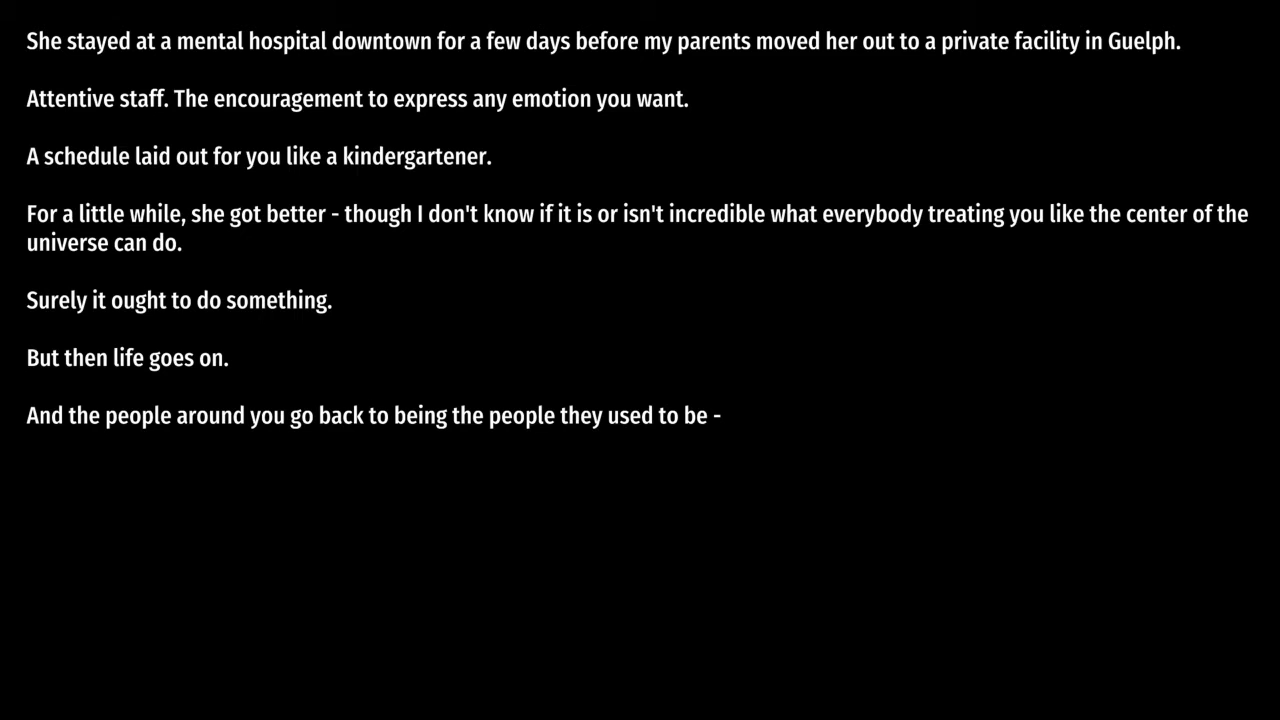 She stayed at a mental hospital downtown for a few days before my parents moved her out to a private facility in Guelph.
Attentive staff. The encouragement to express any emotion you want.
A schedule laid out for you like a kindergartener.
For a little while, she got better - though I don't know if it is or isn't incredible what everybody treating you like the center of the
universe can do.
Surely it ought to do something.
But then life goes on.
And the people around you go back to being the people they used to be -